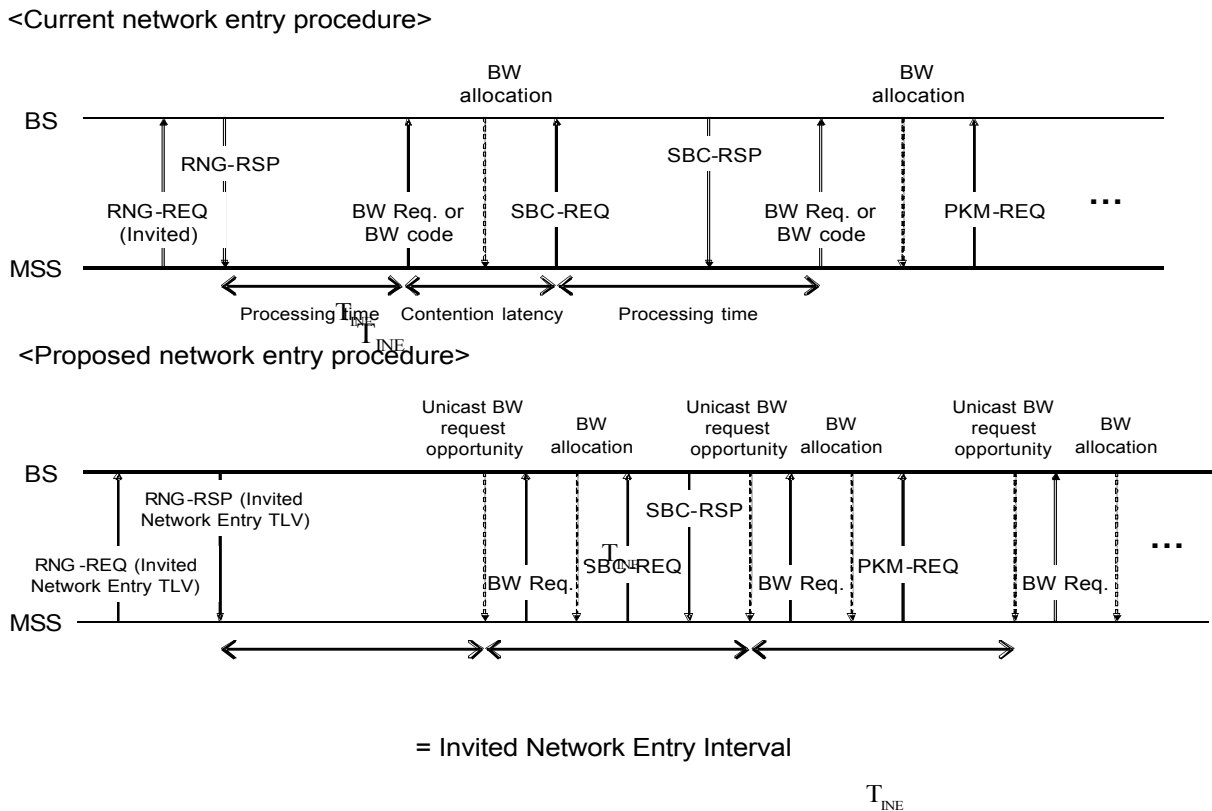 <Current network entry procedure>
BW
allocation
BW
allocation
BS
RNG-RSP
SBC-RSP
RNG-REQ
(Invited)
BW Req. or
BW code
SBC-REQ
BW Req. or
BW code
PKM-REQ
...
MSS
Processing time
Contention latency
Processing time
TINE
TINE
<Proposed network entry procedure>
Unicast BW
request
opportunity
BW
allocation
Unicast BW
request
opportunity
BW
allocation
Unicast BW
request
opportunity
BW
allocation
BS
RNG-RSP (Invited
Network Entry TLV)
SBC-RSP
RNG-REQ (Invited
Network Entry TLV)
BW Req.
SBC-REQ
TINE
BW Req.
PKM-REQ
BW Req.
...
MSS
= Invited Network Entry Interval
TINE